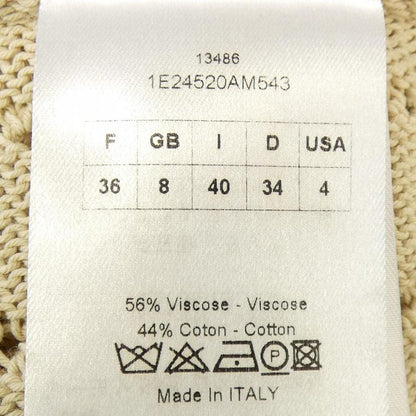 13486
1E24520AM543
F GB I D USA
36 8 40 34 4
56% Viscose - Viscose
44% Coton - Cotton
P
Made In ITALY